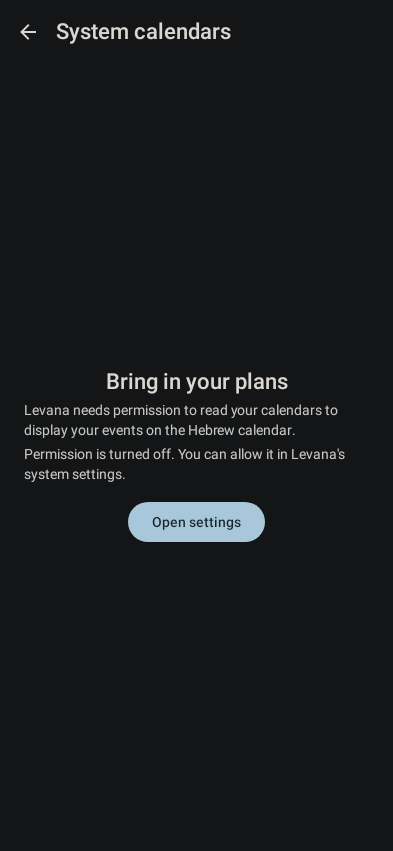 System calendars
Bring in your plans
Levana needs permission to read your calendars to
display your events on the Hebrew calendar.
Permission is turned off. You can allow it in Levana's
system settings.
Open settings